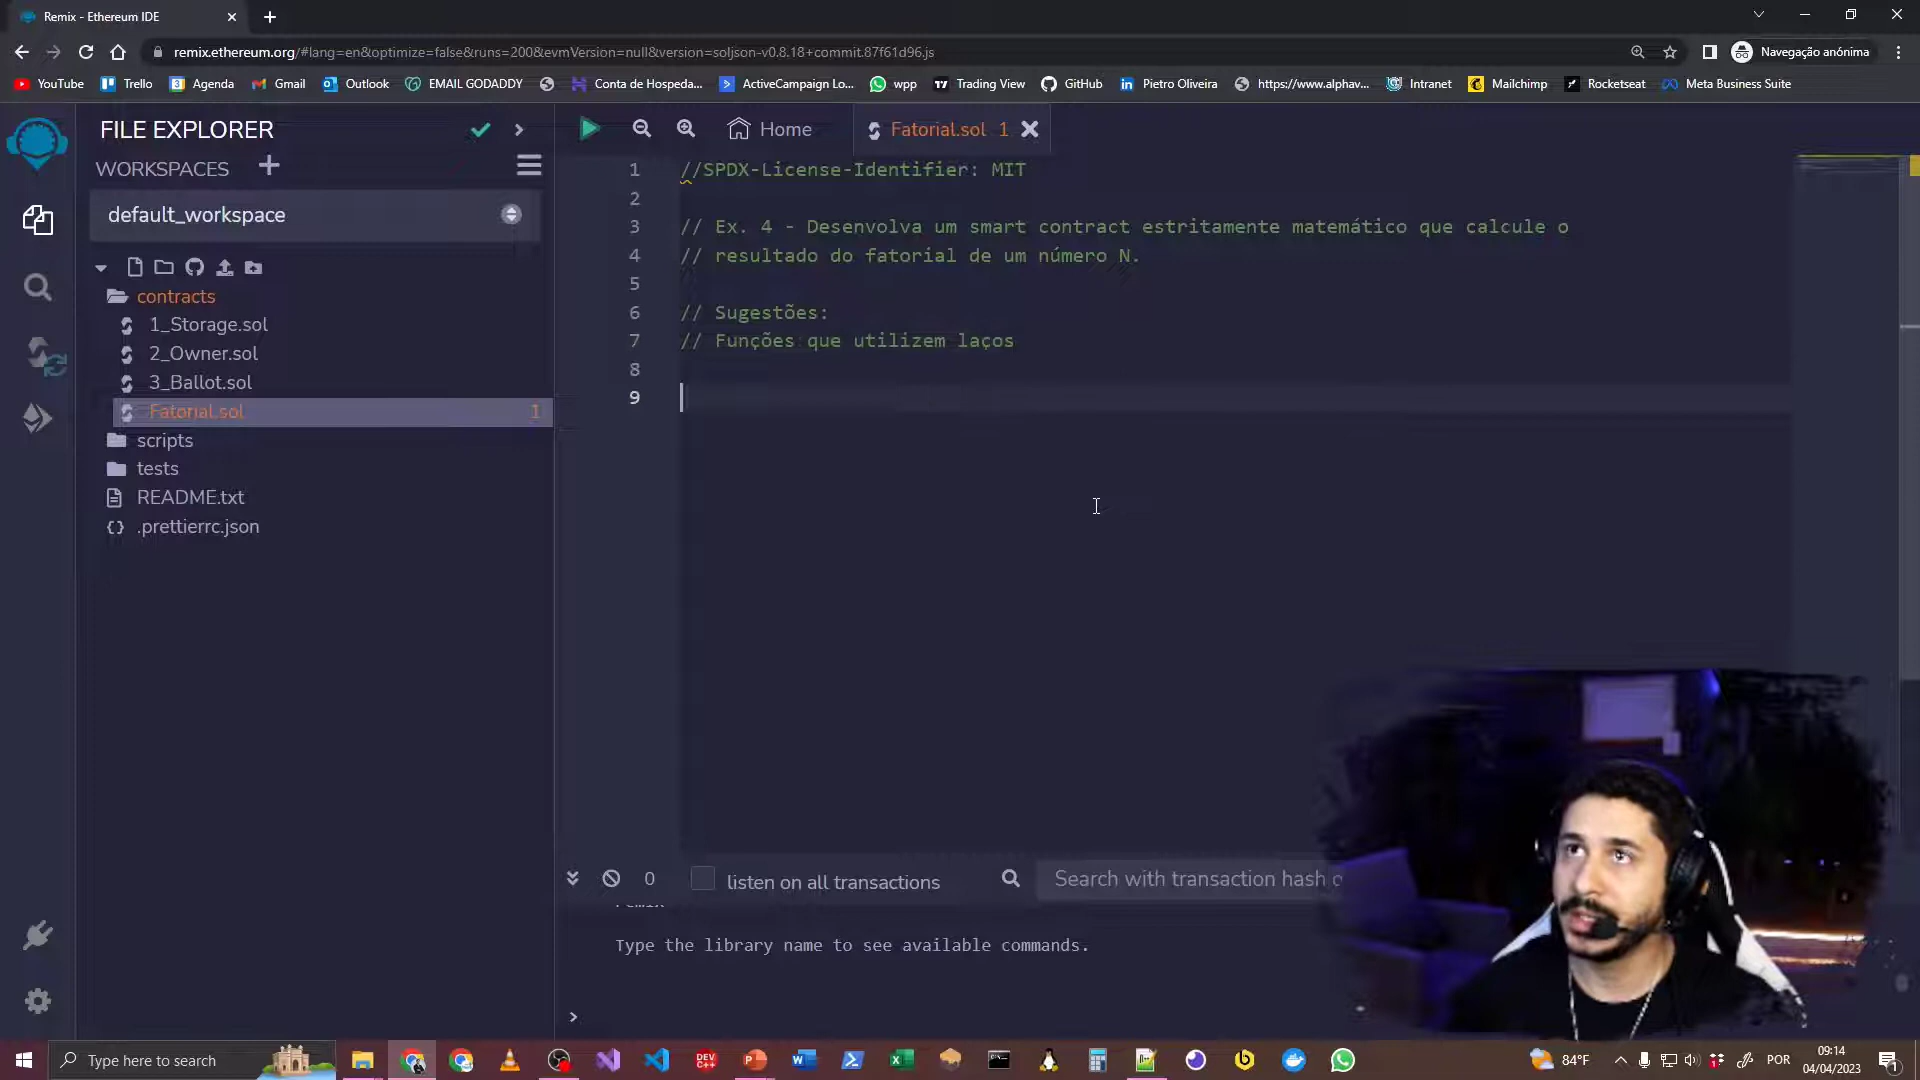 Remix - Ethereum IDE
remix.ethereum.org/#lang=en&optimize=false&runs=200&evmVersion=null&version=soljson-v0.8.18+commit.87f61d96.js
Navegação anónima
YouTube
Trello
Agenda
Gmail
Outlook
EMAIL GODADDY
Conta de Hospeda...
ActiveCampaign Lo...
wpp
Trading View
GitHub
Pietro Oliveira
https://www.alphav...
Intranet
Mailchimp
Rocketseat
Meta Business Suite
FILE EXPLORER
WORKSPACES
default_workspace
contracts
1_Storage.sol
2_Owner.sol
3_Ballot.sol
Fatorial.sol 1
scripts
tests
README.txt
.prettierrc.json
Home
Fatorial.sol 1
1 //SPDX-License-Identifier: MIT
2
3 // Ex. 4 - Desenvolva um smart contract estritamente matemático que calcule o
4 // resultado do fatorial de um número N.
5
6 // Sugestões:
7 // Funções que utilizem laços
8
9
0
listen on all transactions
Search with transaction hash o
remix
Type the library name to see available commands.
>
Type here to search
DEV C++
84°F
POR
09:14
04/04/2023
1